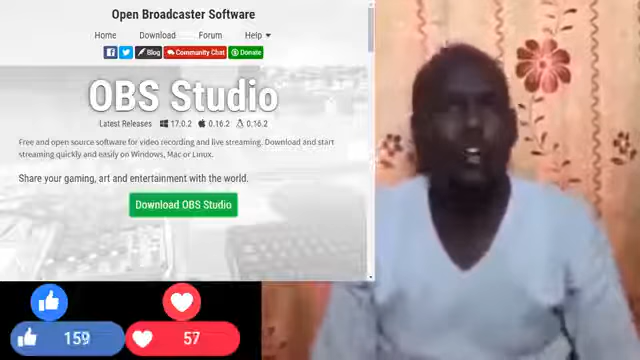 Open Broadcaster Software
Home Download Forum Help
Blog Community Chat Donate
OBS Studio
Latest Releases 17.0.2 0.16.2 0.16.2
Free and open source software for video recording and live streaming. Download and start
streaming quickly and easily on Windows, Mac or Linux.
Share your gaming, art and entertainment with the world.
Download OBS Studio
159 57